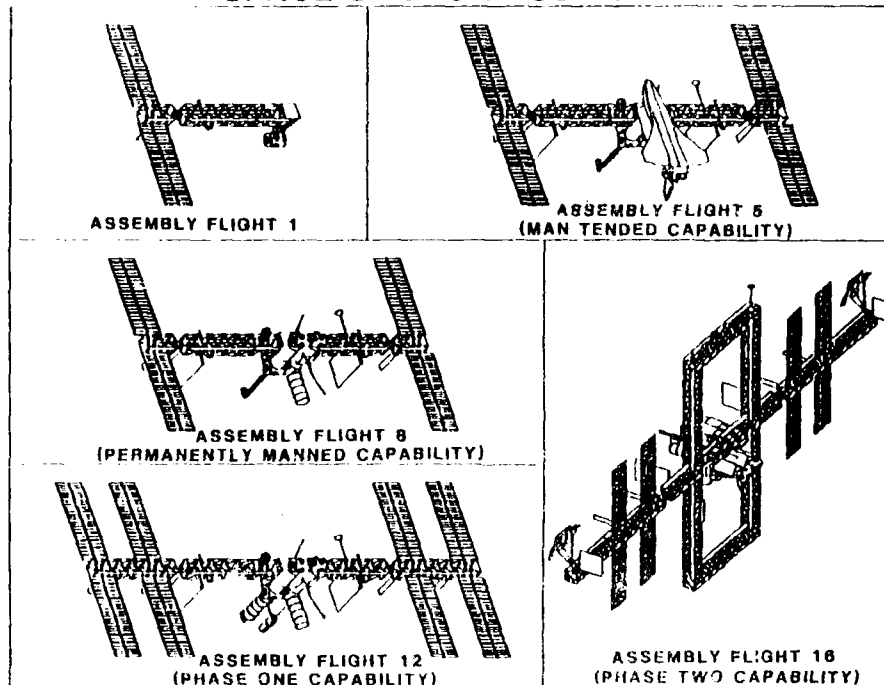 ASSEMBLY FLIGHT 1
ASSEMBLY FLIGHT 5
(MAN TENDED CAPABILITY)
ASSEMBLY FLIGHT 8
(PERMANENTLY MANNED CAPABILITY)
ASSEMBLY FLIGHT 12
(PHASE ONE CAPABILITY)
ASSEMBLY FLIGHT 16
(PHASE TWO CAPABILITY)